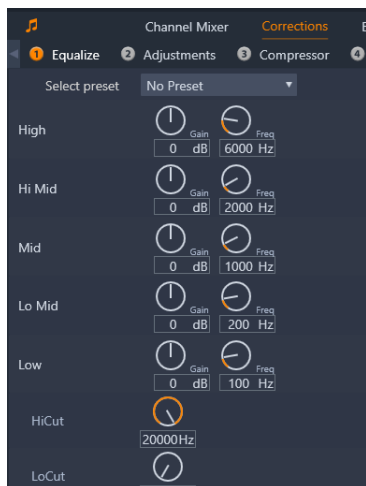 Channel Mixer Corrections
1 Equalize 2 Adjustments 3 Compressor 4
Select preset No Preset
High Gain Freq
0 dB 6000 Hz
Hi Mid Gain Freq
0 dB 2000 Hz
Mid Gain Freq
0 dB 1000 Hz
Lo Mid Gain Freq
0 dB 200 Hz
Low Gain Freq
0 dB 100 Hz
HiCut
20000Hz
LoCut